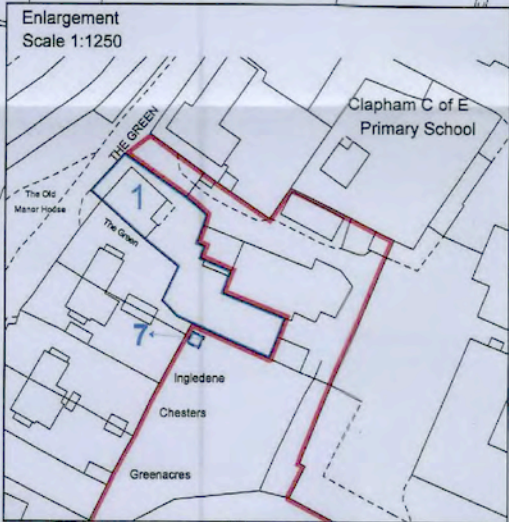 Enlargement
Scale 1:1250
Clapham C of E
Primary School
THE GREEN
The Old
Manor House
1
The Green
7
Ingledene
Chesters
Greenacres